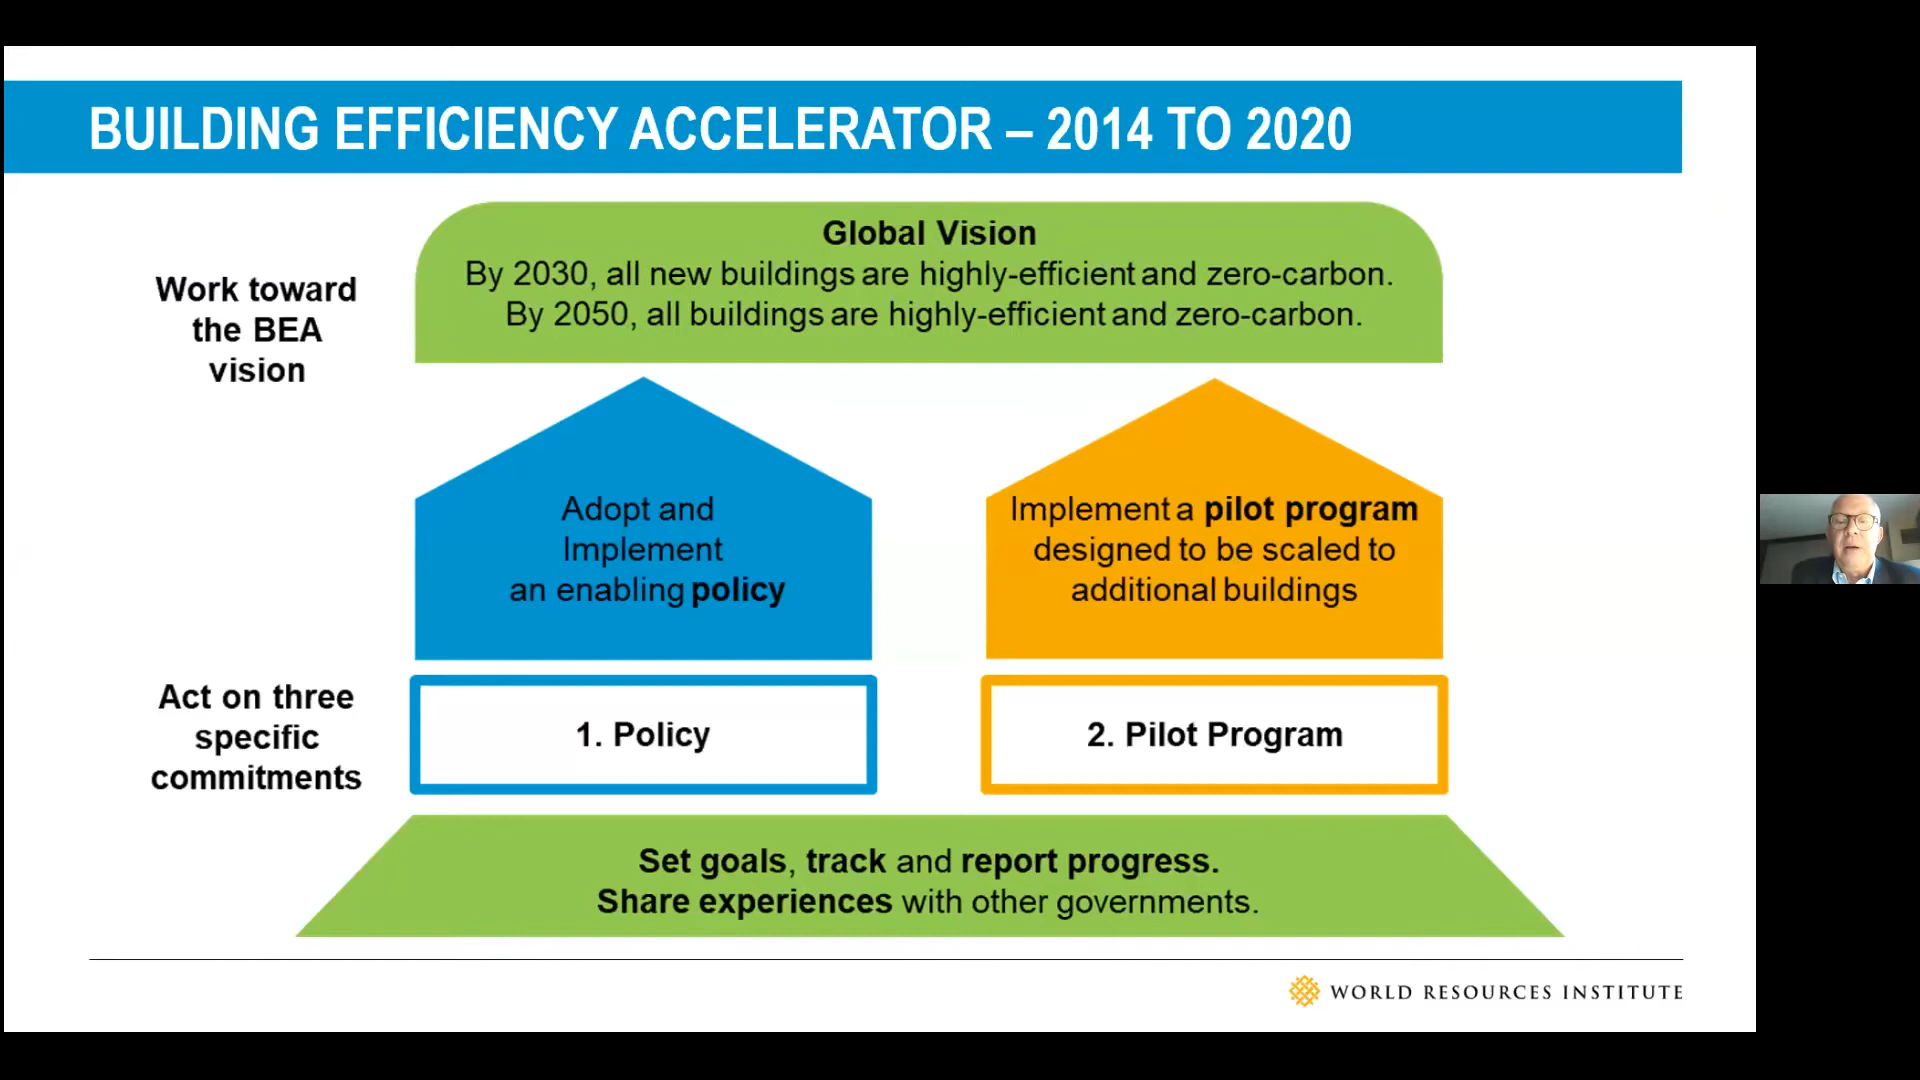 BUILDING EFFICIENCY ACCELERATOR – 2014 TO 2020
Global Vision
By 2030, all new buildings are highly-efficient and zero-carbon.
By 2050, all buildings are highly-efficient and zero-carbon.
Work toward
the BEA
vision
Adopt and
Implement
an enabling policy
Implement a pilot program
designed to be scaled to
additional buildings
Act on three
specific
commitments
1. Policy
2. Pilot Program
Set goals, track and report progress.
Share experiences with other governments.
WORLD RESOURCES INSTITUTE